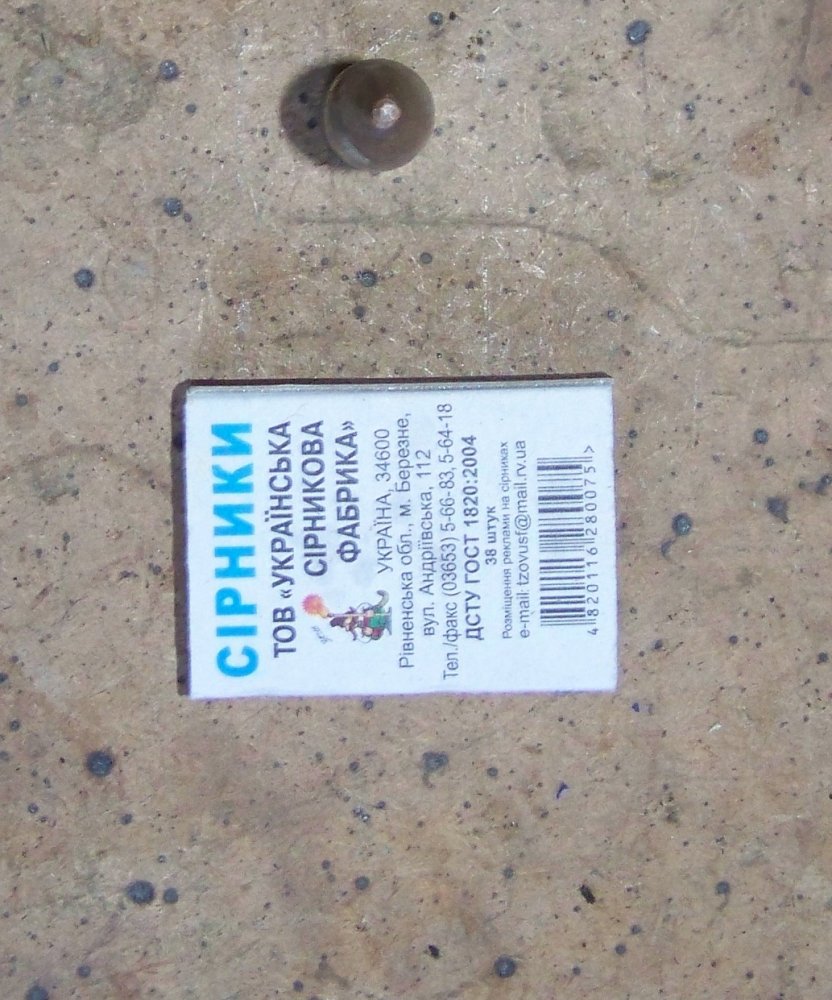 СІРНИКИ
ТОВ «УКРАЇНСЬКА
СІРНИКОВА
ФАБРИКА»
УКРАЇНА, 34600
Рівненська обл., м. Березне,
вул. Андріївська, 112
Тел./факс (03653) 5-66-83, 5-64-18
ДСТУ ГОСТ 1820:2004
38 штук
Розміщення реклами на сірниках
e-mail: tzovusf@mail.rv.ua
4 820116 280075 >